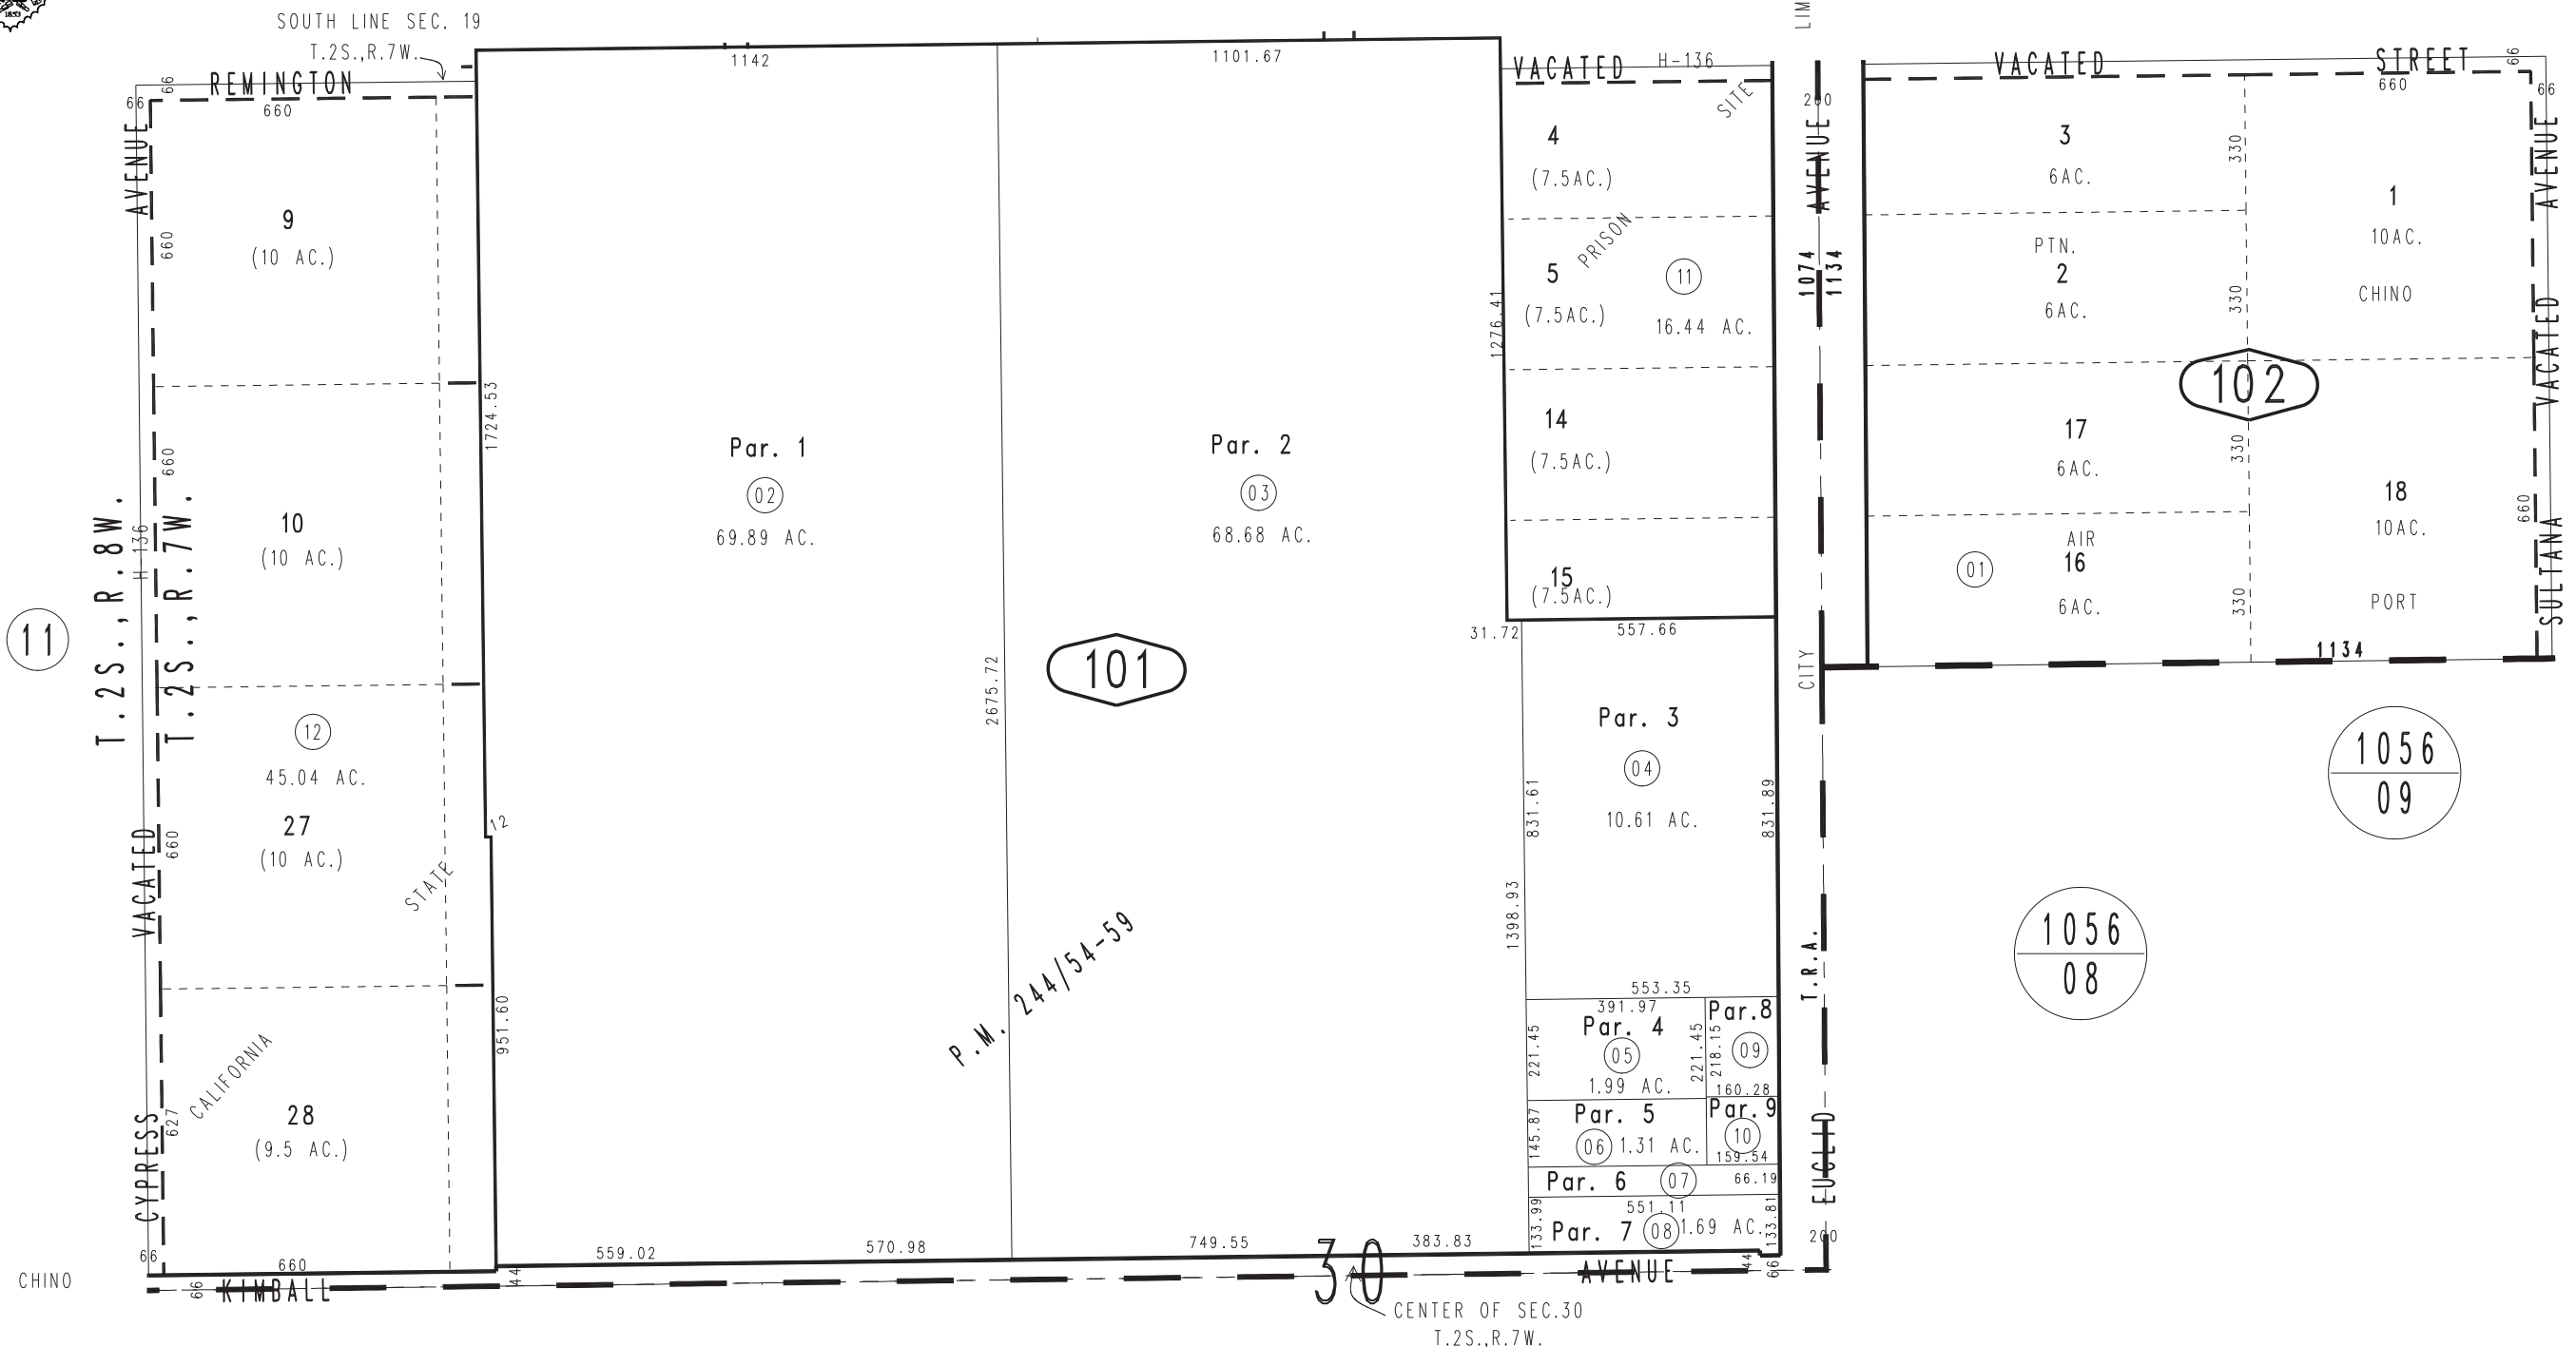 1853
SOUTH LINE SEC. 19
T.2S.,R.7W.
REMINGTON
66
66
660
AVENUE
660
9
(10 AC.)
660
T.2S.,R.8W.
H-136
T.2S.,R.7W.
10
(10 AC.)
11
12
45.04 AC.
27
(10 AC.)
660
VACATED
STATE
CALIFORNIA
28
(9.5 AC.)
627
CYPRESS
66
660
CHINO
66
KIMBALL
1142
1101.67
1724.53
12
951.60
Par. 1
02
69.89 AC.
2675.72
Par. 2
03
68.68 AC.
101
P.M. 244/54-59
559.02
570.98
749.55
383.83
44
30
AVENUE
44
66
CENTER OF SEC.30
T.2S.,R.7W.
VACATED
H-136
SITE
4
(7.5AC.)
PRISON
5
(7.5AC.)
11
16.44 AC.
1276.41
14
(7.5AC.)
15
(7.5AC.)
31.72
557.66
Par. 3
04
10.61 AC.
831.61
831.89
1398.93
553.35
391.97
Par. 4
05
1.99 AC.
221.45
221.45
Par.8
218.15
09
160.28
Par. 5
06
1.31 AC.
145.87
Par.9
10
159.54
Par. 6
07
66.19
551.11
Par. 7
08
1.69 AC.
133.99
133.81
LIM
200
AVENUE
1074
1134
CITY
T.R.A.
EUCLID
200
VACATED
STREET
66
660
66
3
6AC.
330
1
10AC.
AVENUE
PTN.
2
6AC.
330
CHINO
VACATED
102
17
6AC.
330
18
10AC.
660
AIR
01
16
6AC.
330
PORT
SULTANA
1134
1056
09
1056
08